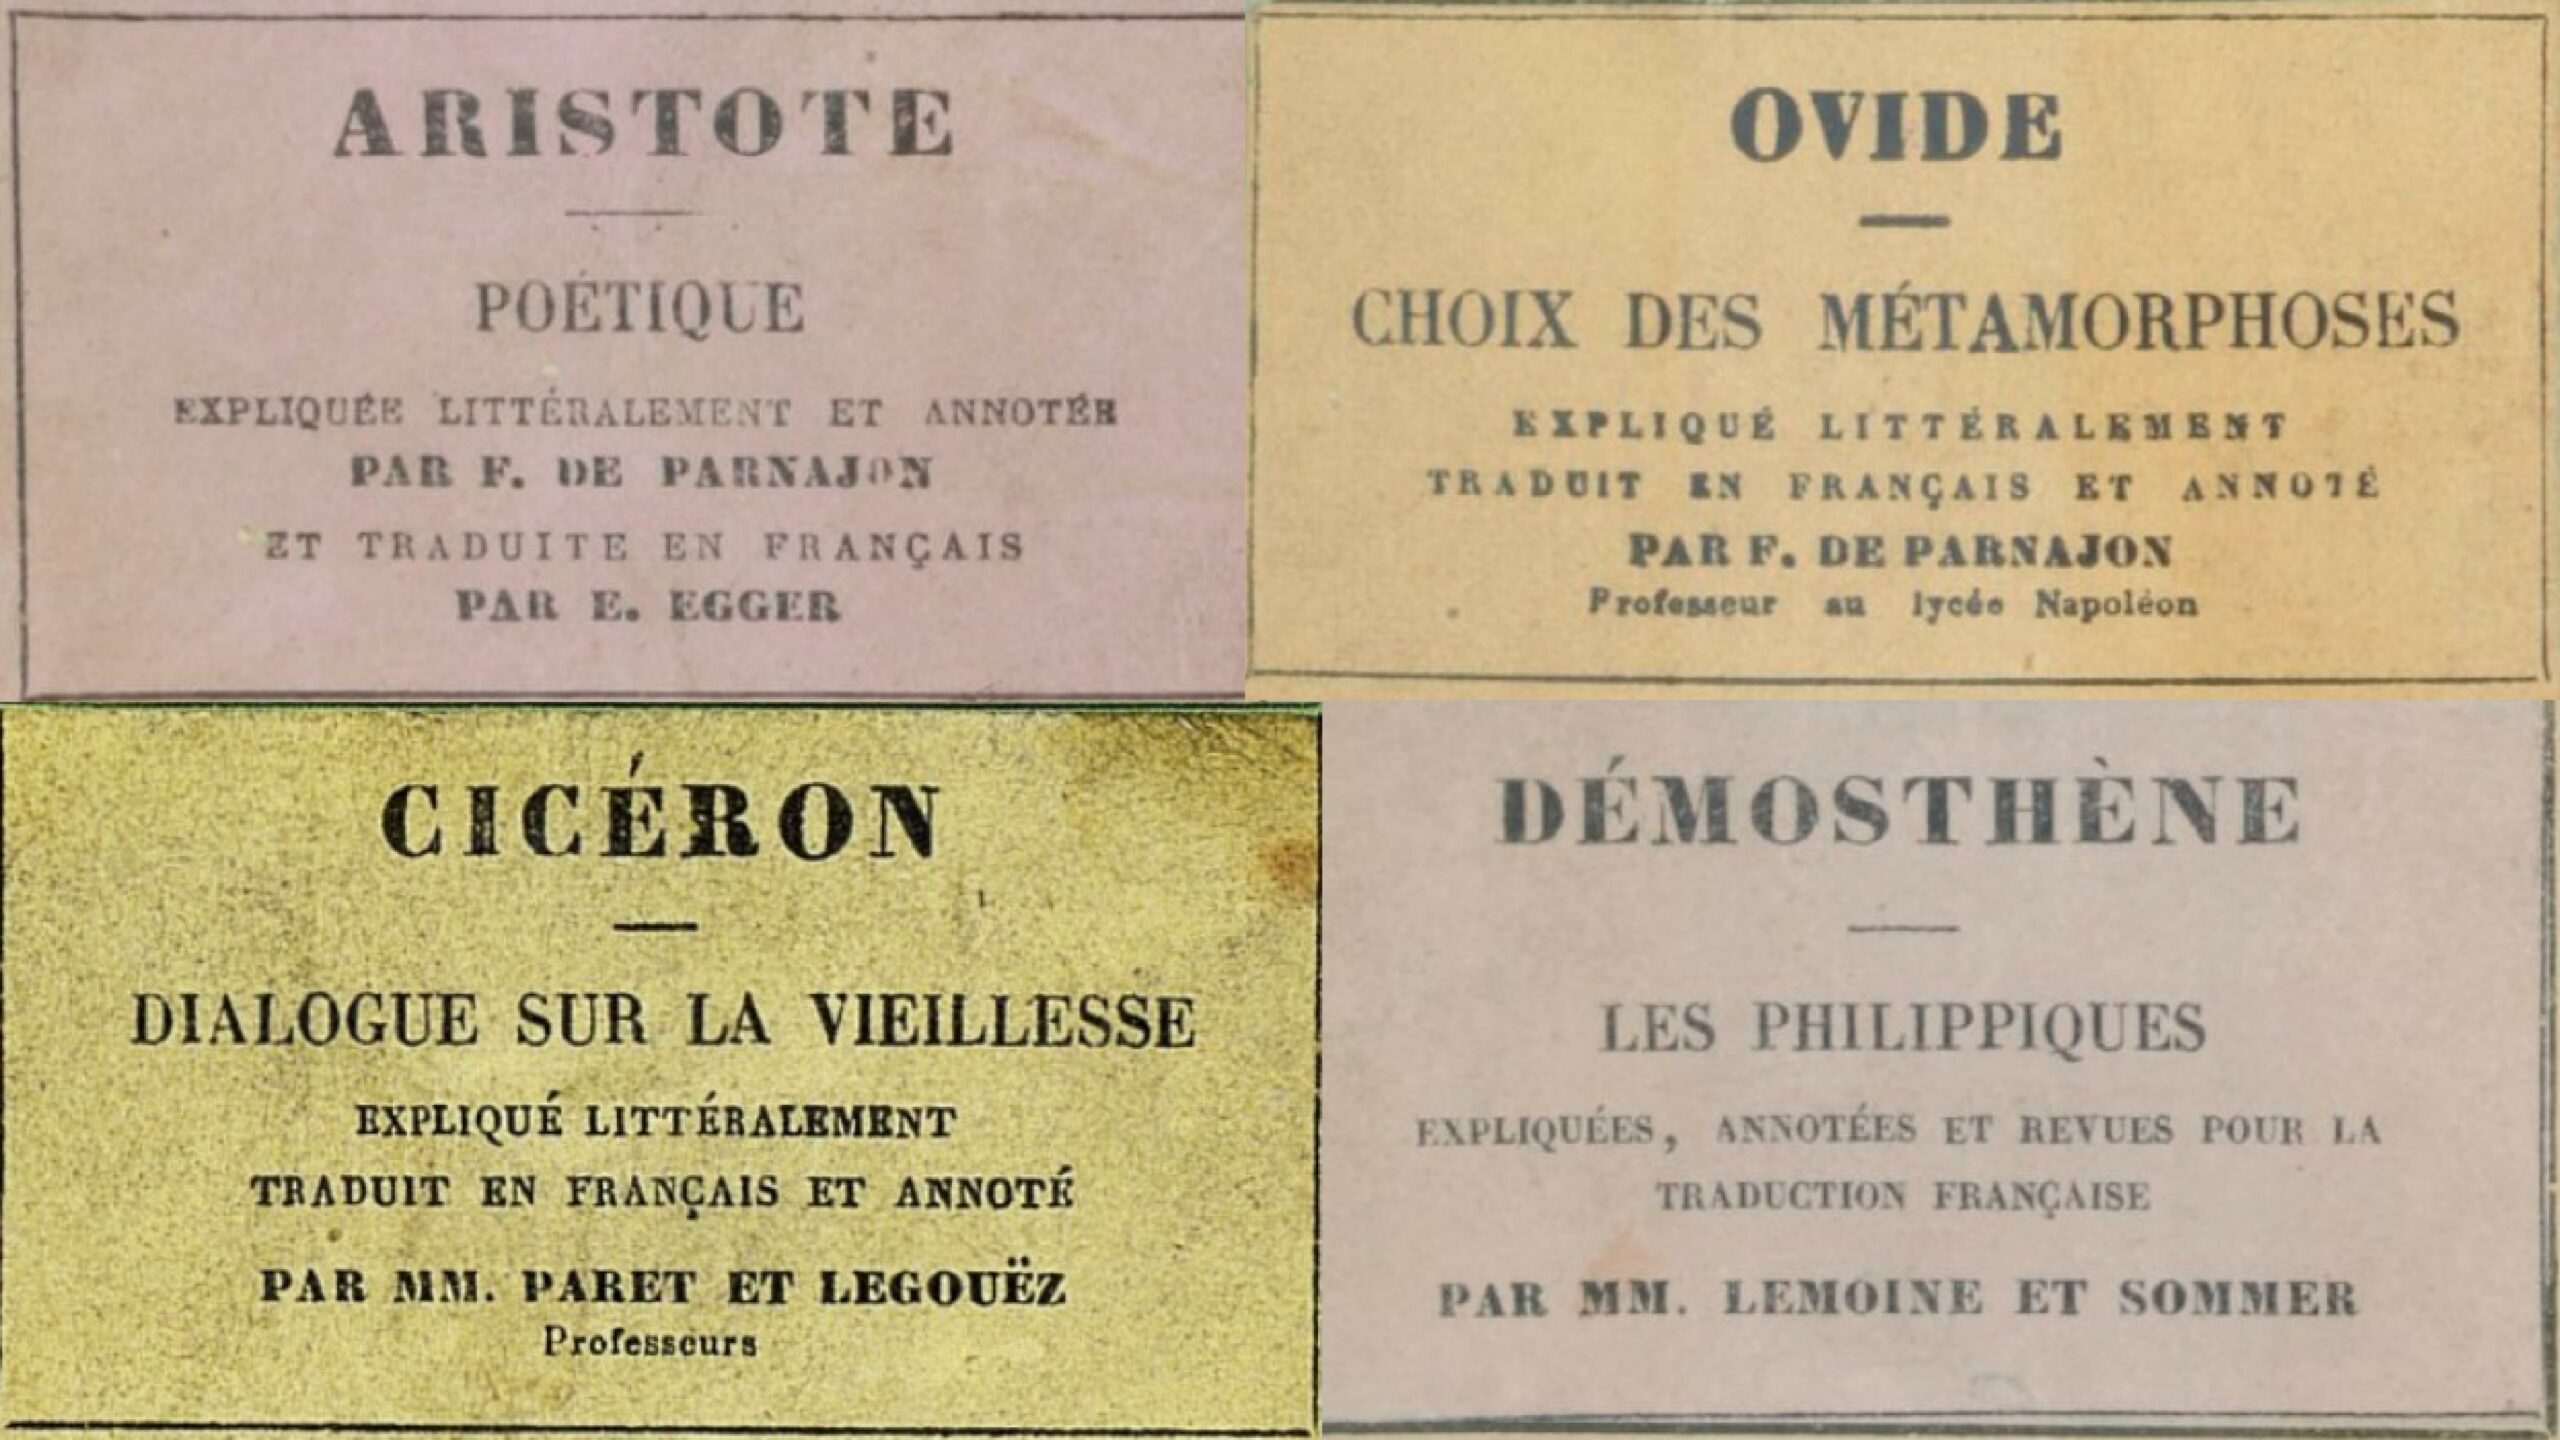 ARISTOTE
POÉTIQUE
EXPLIQUÉE LITTÉRALEMENT ET ANNOTÉE
PAR F. DE PARNAJON
ET TRADUITE EN FRANÇAIS
PAR E. EGGER
OVIDE
CHOIX DES MÉTAMORPHOSES
EXPLIQUÉ LITTÉRALEMENT
TRADUIT EN FRANÇAIS ET ANNOTÉ
PAR F. DE PARNAJON
Professeur au lycée Napoléon
CICÉRON
DIALOGUE SUR LA VIEILLESSE
EXPLIQUÉ LITTÉRALEMENT
TRADUIT EN FRANÇAIS ET ANNOTÉ
PAR MM. PARET ET LEGOUËZ
Professeurs
DÉMOSTHÈNE
LES PHILIPPIQUES
EXPLIQUÉES, ANNOTÉES ET REVUES POUR LA
TRADUCTION FRANÇAISE
PAR MM. LEMOINE ET SOMMER